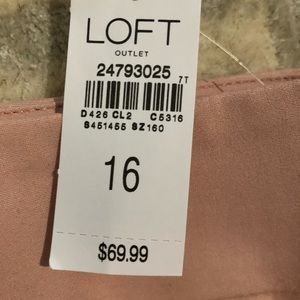 LOFT
OUTLET
24793025
7T
D426 CL2 C5316
S451455 SZ160
16
$69.99